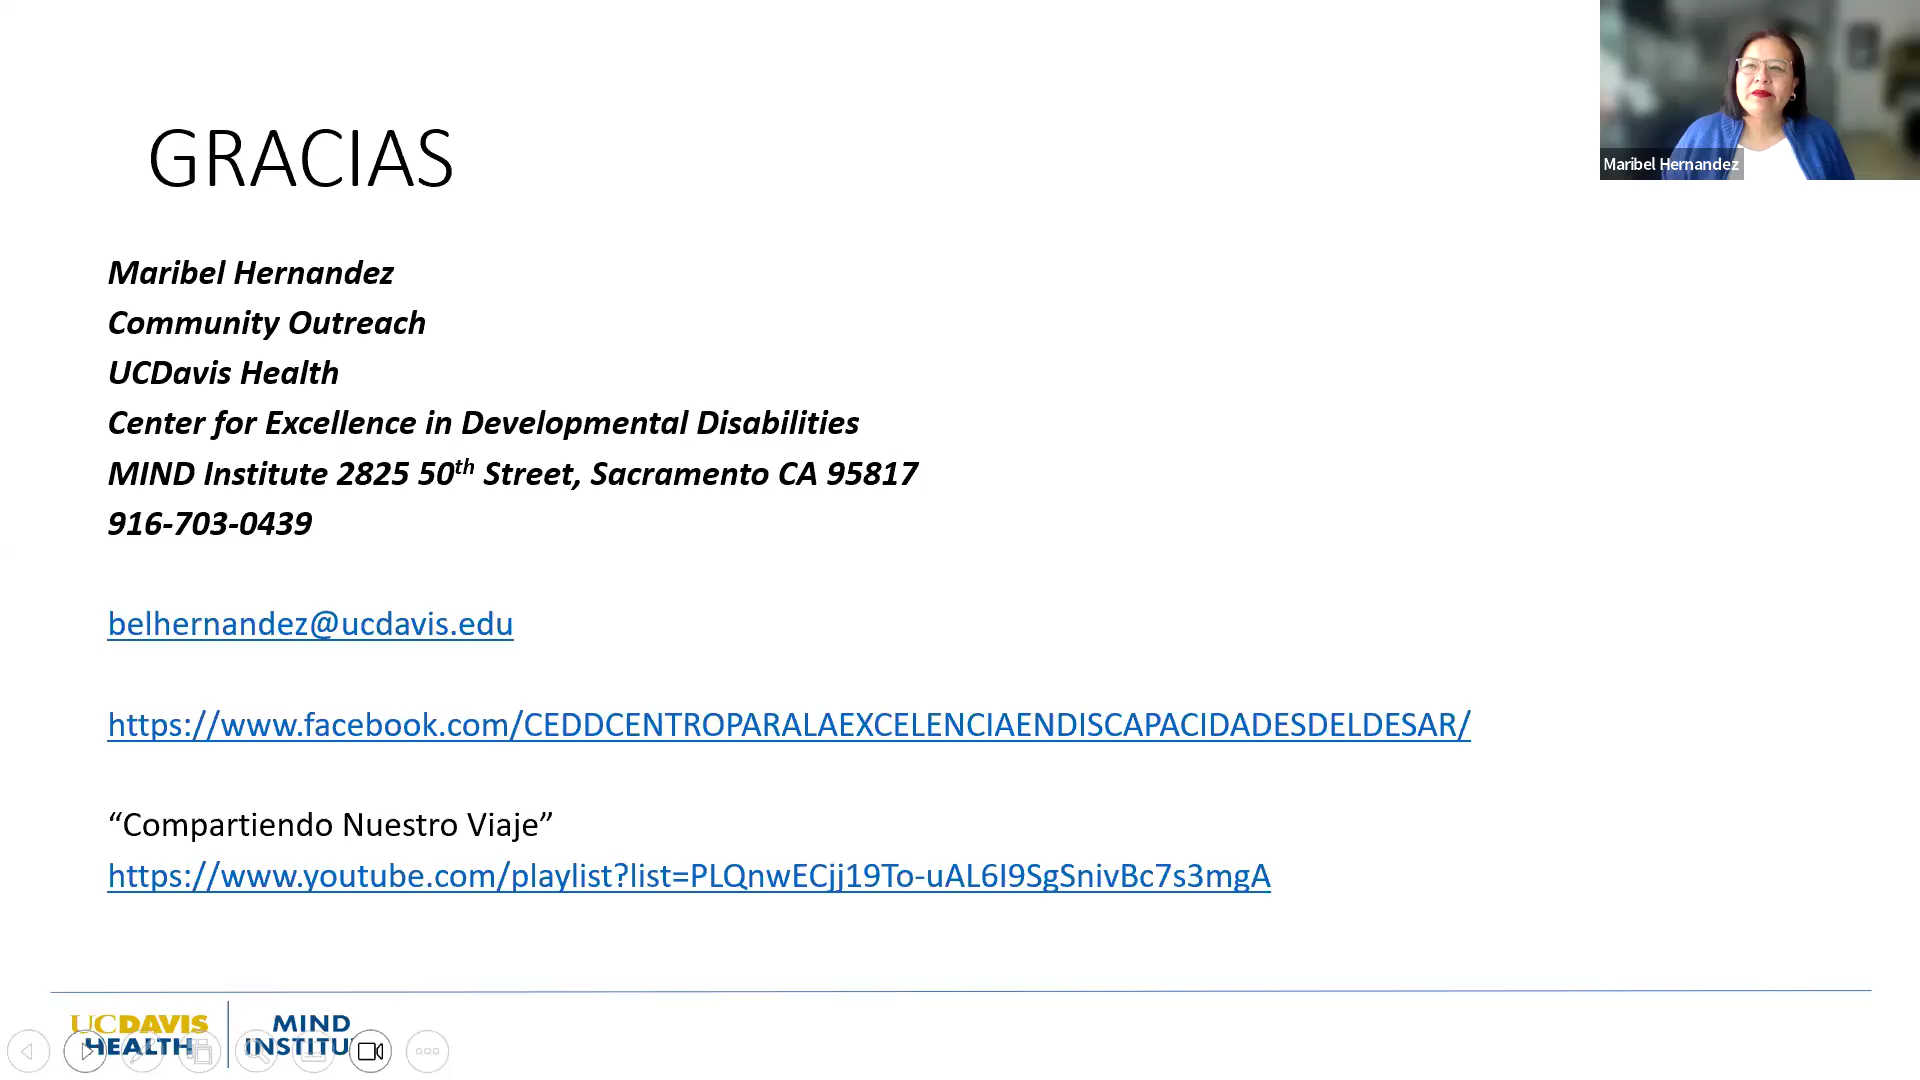 GRACIAS
Maribel Hernandez
Maribel Hernandez
Community Outreach
UCDavis Health
Center for Excellence in Developmental Disabilities
MIND Institute 2825 50th Street, Sacramento CA 95817
916-703-0439
belhernandez@ucdavis.edu
https://www.facebook.com/CEDDCENTROPARALAEXCELENCIAENDISCAPACIDADESDELDESAR/
“Compartiendo Nuestro Viaje”
https://www.youtube.com/playlist?list=PLQnwECjj19To-uAL6I9SgSnivBc7s3mgA
UCDAVIS
HEALTH
MIND
INSTITU